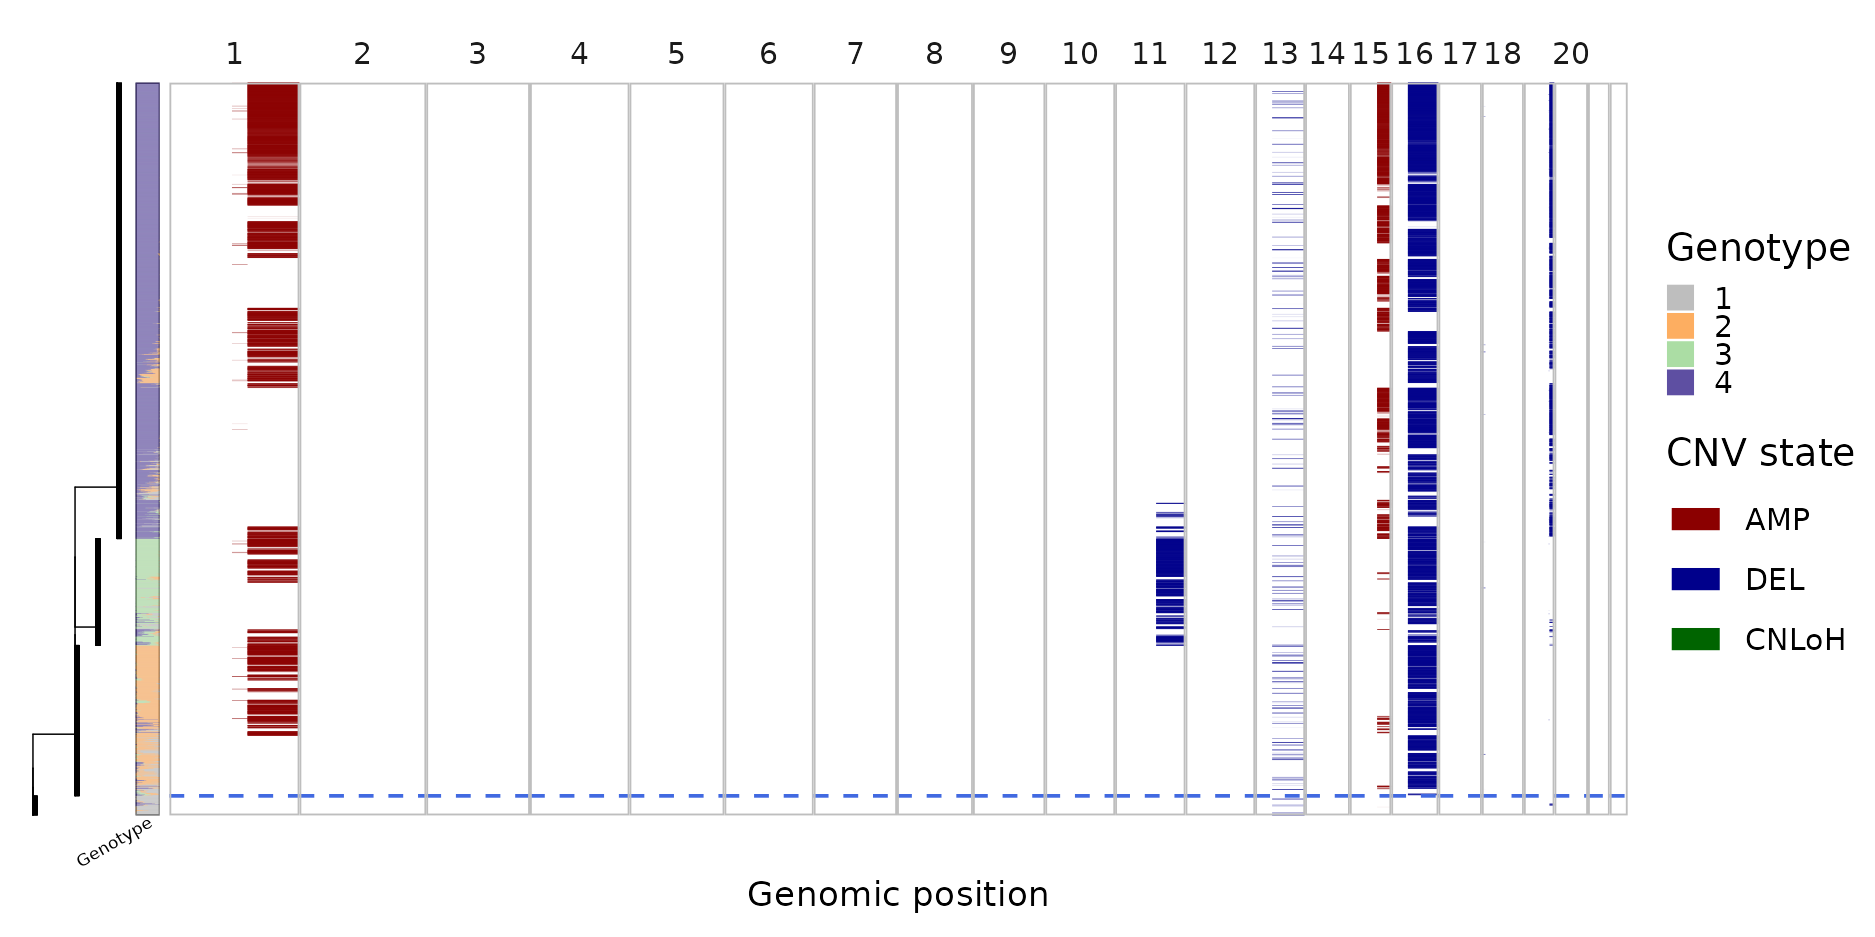 1 2 3 4 5 6 7 8 9 10 11 12 13 14 15 16 17 18 20
Genotype
1
2
3
4
CNV state
AMP
DEL
CNLoH
Genotype
Genomic position